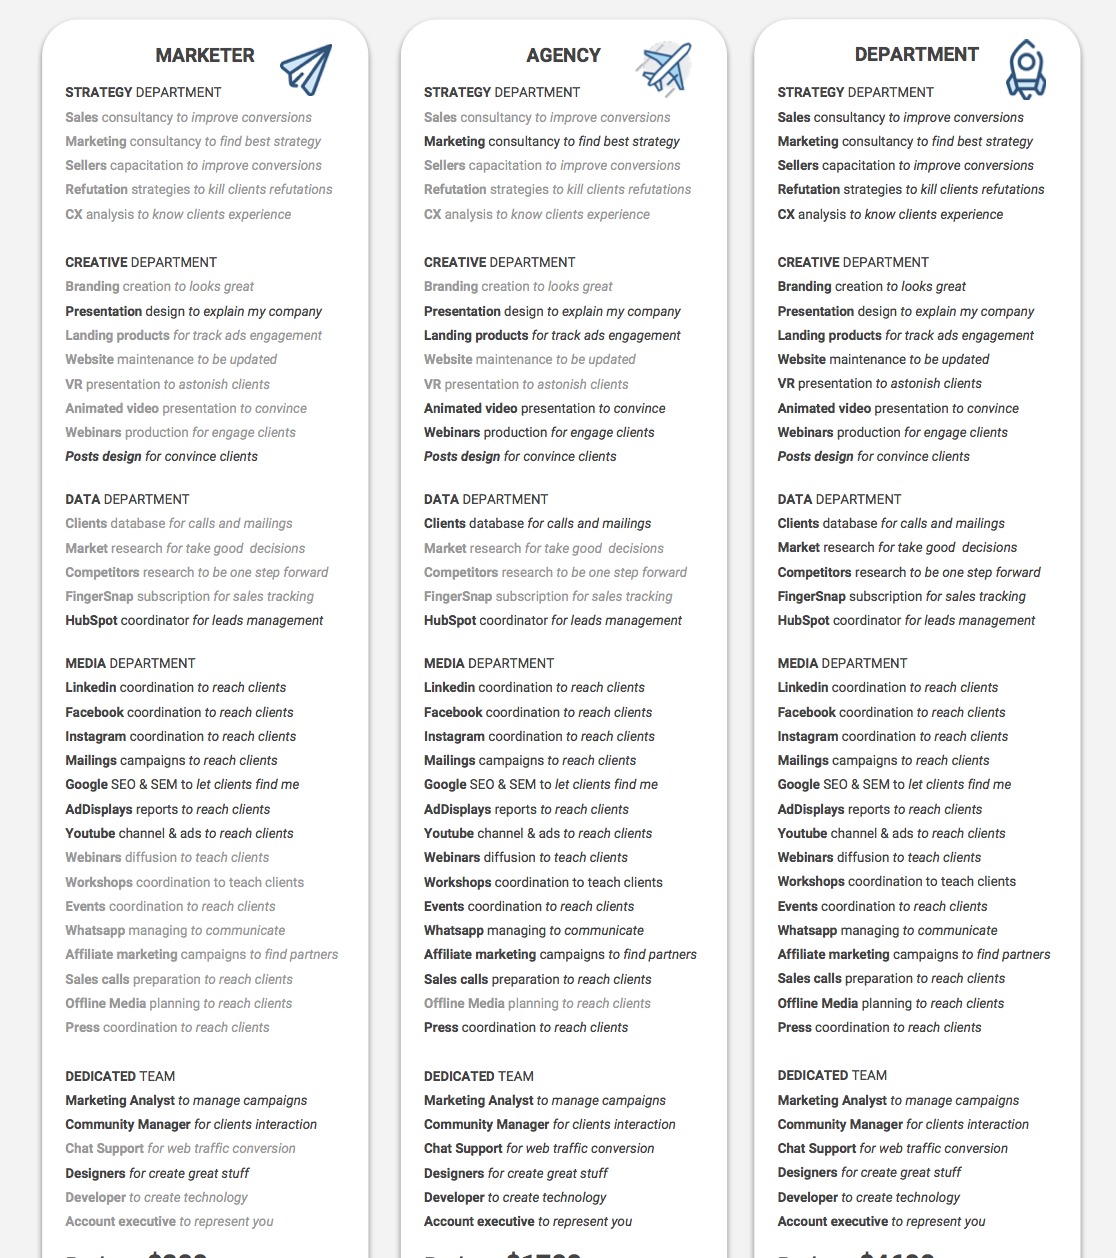 MARKETER
STRATEGY DEPARTMENT
Sales consultancy to improve conversions
Marketing consultancy to find best strategy
Sellers capacitation to improve conversions
Refutation strategies to kill clients refutations
CX analysis to know clients experience
CREATIVE DEPARTMENT
Branding creation to looks great
Presentation design to explain my company
Landing products for track ads engagement
Website maintenance to be updated
VR presentation to astonish clients
Animated video presentation to convince
Webinars production for engage clients
Posts design for convince clients
DATA DEPARTMENT
Clients database for calls and mailings
Market research for take good  decisions
Competitors research to be one step forward
FingerSnap subscription for sales tracking
HubSpot coordinator for leads management
MEDIA DEPARTMENT
Linkedin coordination to reach clients
Facebook coordination to reach clients
Instagram coordination to reach clients
Mailings campaigns to reach clients
Google SEO & SEM to let clients find me
AdDisplays reports to reach clients
Youtube channel & ads to reach clients
Webinars diffusion to teach clients
Workshops coordination to teach clients
Events coordination to reach clients
Whatsapp managing to communicate
Affiliate marketing campaigns to find partners
Sales calls preparation to reach clients
Offline Media planning to reach clients
Press coordination to reach clients
DEDICATED TEAM
Marketing Analyst to manage campaigns
Community Manager for clients interaction
Chat Support for web traffic conversion
Designers for create great stuff
Developer to create technology
Account executive to represent you
AGENCY
STRATEGY DEPARTMENT
Sales consultancy to improve conversions
Marketing consultancy to find best strategy
Sellers capacitation to improve conversions
Refutation strategies to kill clients refutations
CX analysis to know clients experience
CREATIVE DEPARTMENT
Branding creation to looks great
Presentation design to explain my company
Landing products for track ads engagement
Website maintenance to be updated
VR presentation to astonish clients
Animated video presentation to convince
Webinars production for engage clients
Posts design for convince clients
DATA DEPARTMENT
Clients database for calls and mailings
Market research for take good  decisions
Competitors research to be one step forward
FingerSnap subscription for sales tracking
HubSpot coordinator for leads management
MEDIA DEPARTMENT
Linkedin coordination to reach clients
Facebook coordination to reach clients
Instagram coordination to reach clients
Mailings campaigns to reach clients
Google SEO & SEM to let clients find me
AdDisplays reports to reach clients
Youtube channel & ads to reach clients
Webinars diffusion to teach clients
Workshops coordination to teach clients
Events coordination to reach clients
Whatsapp managing to communicate
Affiliate marketing campaigns to find partners
Sales calls preparation to reach clients
Offline Media planning to reach clients
Press coordination to reach clients
DEDICATED TEAM
Marketing Analyst to manage campaigns
Community Manager for clients interaction
Chat Support for web traffic conversion
Designers for create great stuff
Developer to create technology
Account executive to represent you
DEPARTMENT
STRATEGY DEPARTMENT
Sales consultancy to improve conversions
Marketing consultancy to find best strategy
Sellers capacitation to improve conversions
Refutation strategies to kill clients refutations
CX analysis to know clients experience
CREATIVE DEPARTMENT
Branding creation to looks great
Presentation design to explain my company
Landing products for track ads engagement
Website maintenance to be updated
VR presentation to astonish clients
Animated video presentation to convince
Webinars production for engage clients
Posts design for convince clients
DATA DEPARTMENT
Clients database for calls and mailings
Market research for take good  decisions
Competitors research to be one step forward
FingerSnap subscription for sales tracking
HubSpot coordinator for leads management
MEDIA DEPARTMENT
Linkedin coordination to reach clients
Facebook coordination to reach clients
Instagram coordination to reach clients
Mailings campaigns to reach clients
Google SEO & SEM to let clients find me
AdDisplays reports to reach clients
Youtube channel & ads to reach clients
Webinars diffusion to teach clients
Workshops coordination to teach clients
Events coordination to reach clients
Whatsapp managing to communicate
Affiliate marketing campaigns to find partners
Sales calls preparation to reach clients
Offline Media planning to reach clients
Press coordination to reach clients
DEDICATED TEAM
Marketing Analyst to manage campaigns
Community Manager for clients interaction
Chat Support for web traffic conversion
Designers for create great stuff
Developer to create technology
Account executive to represent you